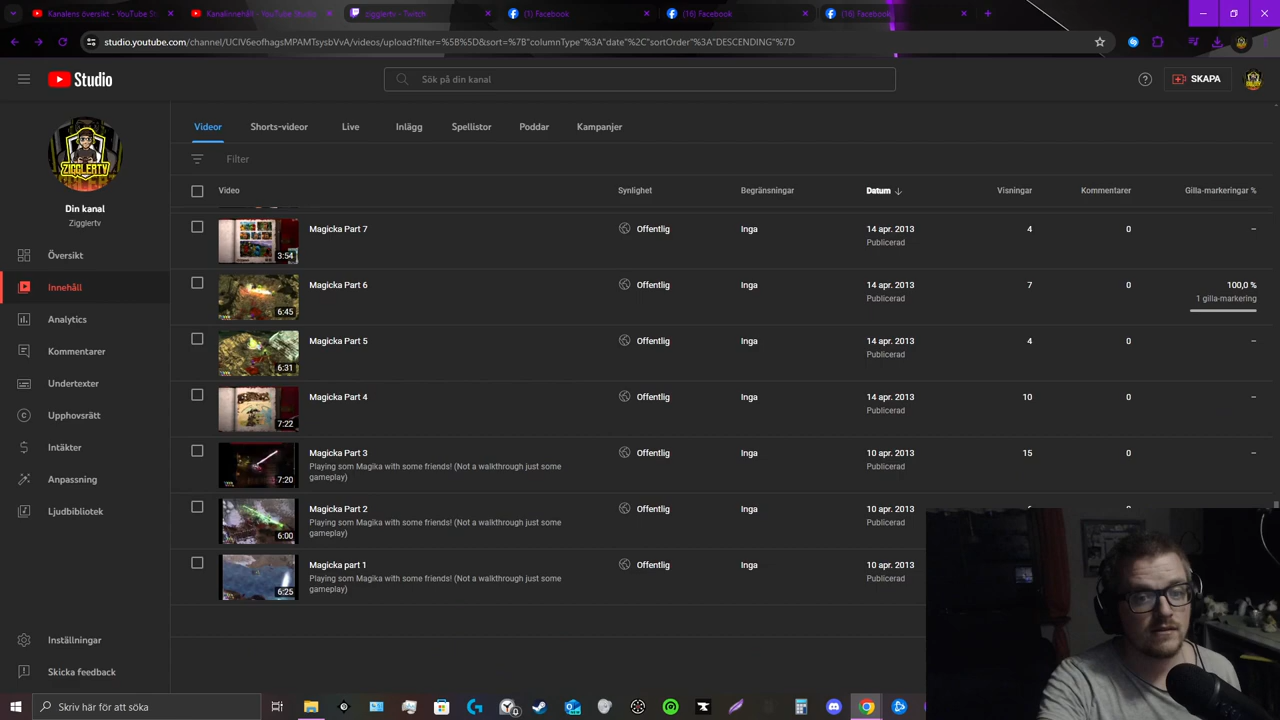 Kanalens översikt - YouTube St
Kanalinnehåll - YouTube Studio
zigglertv - Twitch
(1) Facebook
(16) Facebook
(16) Facebook
studio.youtube.com/channel/UCIV6eofhagsMPAMTsysbVvA/videos/upload?filter=%5B%5D&sort=%7B"columnType"%3A"date"%2C"sortOrder"%3A"DESCENDING"%7D
Studio
Sök på din kanal
SKAPA
ZIGGLERTV
Din kanal
Zigglertv
Översikt
Innehåll
Analytics
Kommentarer
Undertexter
Upphovsrätt
Intäkter
Anpassning
Ljudbibliotek
Inställningar
Skicka feedback
Videor Shorts-videor Live Inlägg Spellistor Poddar Kampanjer
Filter
Video Synlighet Begränsningar Datum Visningar Kommentarer Gilla-markeringar %
3:54 Magicka Part 7 Offentlig Inga 14 apr. 2013 4 0 –
Publicerad
6:45 Magicka Part 6 Offentlig Inga 14 apr. 2013 7 0 100,0 %
Publicerad 1 gilla-markering
6:31 Magicka Part 5 Offentlig Inga 14 apr. 2013 4 0 –
Publicerad
7:22 Magicka Part 4 Offentlig Inga 14 apr. 2013 10 0 –
Publicerad
7:20 Magicka Part 3 Offentlig Inga 10 apr. 2013 15 0 –
Playing som Magika with some friends! (Not a walkthrough just some Publicerad
gameplay)
6:00 Magicka Part 2 Offentlig Inga 10 apr. 2013
Playing som Magika with some friends! (Not a walkthrough just some Publicerad
gameplay)
6:25 Magicka part 1 Offentlig Inga 10 apr. 2013
Playing som Magika with some friends! (Not a walkthrough just some Publicerad
gameplay)
Skriv här för att söka